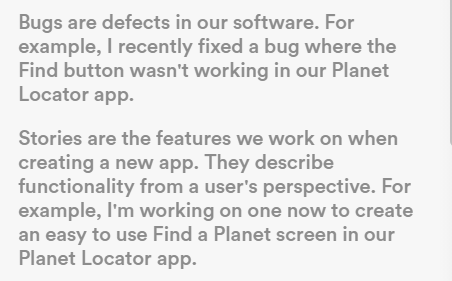 Bugs are defects in our software. For
example, I recently fixed a bug where the
Find button wasn't working in our Planet
Locator app.
Stories are the features we work on when
creating a new app. They describe
functionality from a user's perspective. For
example, I'm working on one now to create
an easy to use Find a Planet screen in our
Planet Locator app.